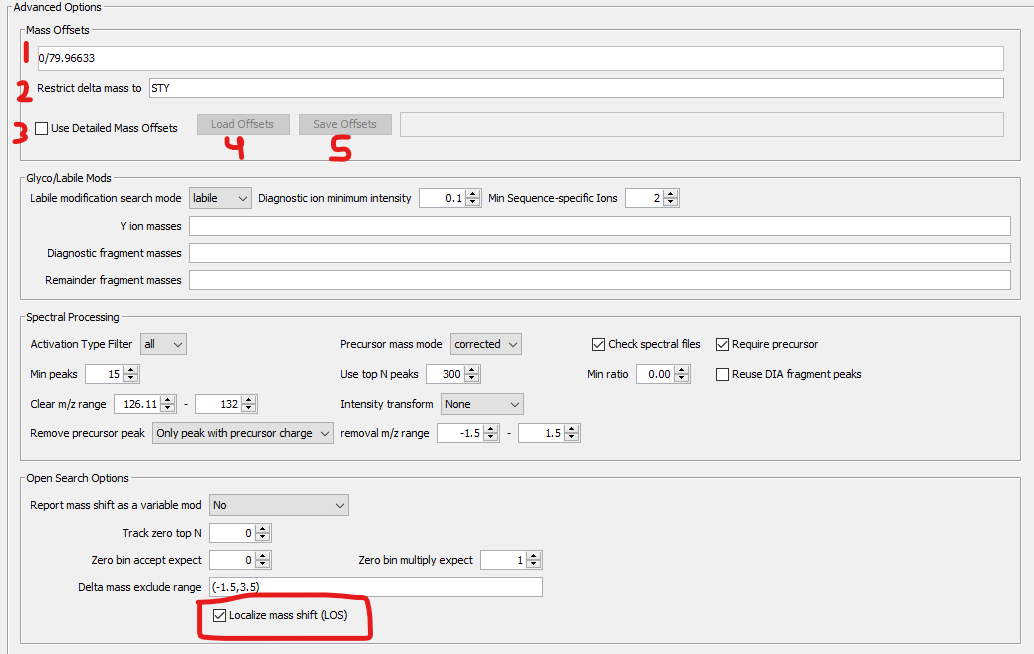 Advanced Options
Mass Offsets
1 0/79.96633
2 Restrict delta mass to STY
3 Use Detailed Mass Offsets Load Offsets Save Offsets
4 5
Glyco/Labile Mods
Labile modification search mode labile Diagnostic ion minimum intensity 0.1 Min Sequence-specific Ions 2
Y ion masses
Diagnostic fragment masses
Remainder fragment masses
Spectral Processing
Activation Type Filter all Precursor mass mode corrected Check spectral files Require precursor
Min peaks 15 Use top N peaks 300 Min ratio 0.00 Reuse DIA fragment peaks
Clear m/z range 126.11 - 132 Intensity transform None
Remove precursor peak Only peak with precursor charge removal m/z range -1.5 - 1.5
Open Search Options
Report mass shift as a variable mod No
Track zero top N 0
Zero bin accept expect 0 Zero bin multiply expect 1
Delta mass exclude range (-1.5,3.5)
Localize mass shift (LOS)